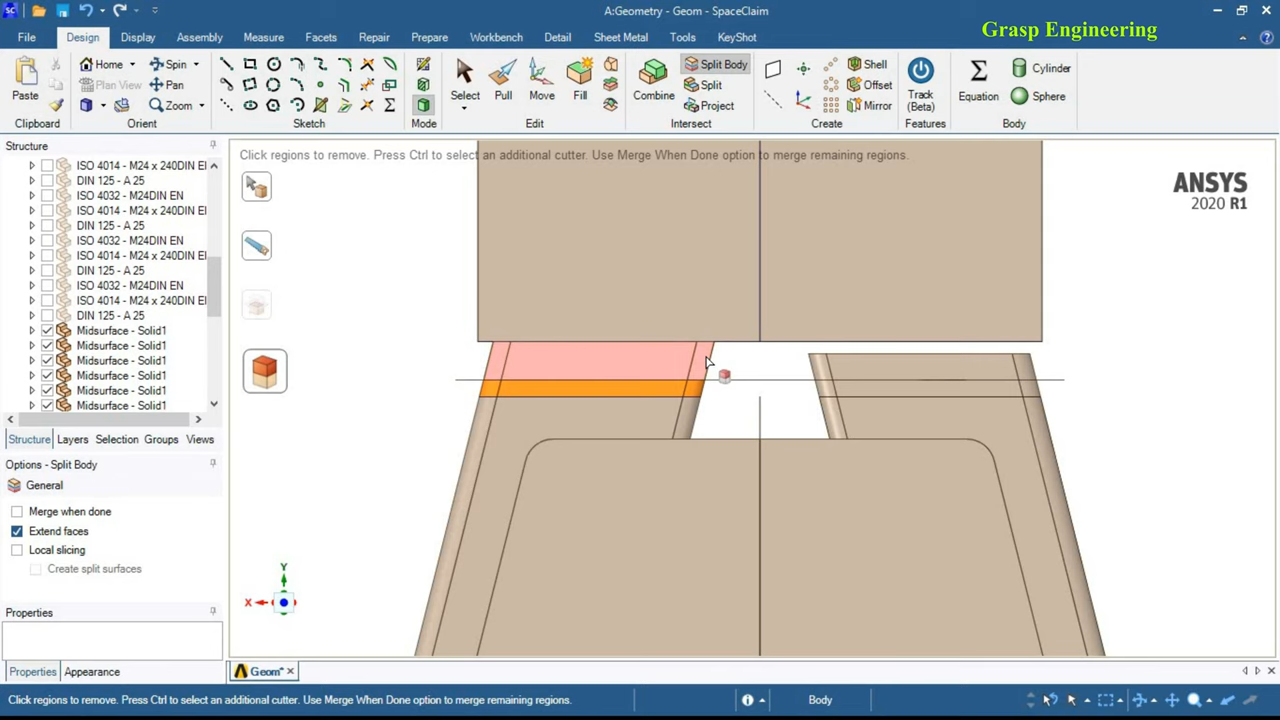 A:Geometry - Geom - SpaceClaim
Grasp Engineering
File Design Display Assembly Measure Facets Repair Prepare Workbench Detail Sheet Metal Tools KeyShot
Home Spin Split Body Shell Cylinder
Plan View Pan Split Offset
Zoom Project Mirror Sphere
Paste Select Pull Move Fill Combine Track (Beta) Equation
Clipboard Orient Sketch Mode Edit Intersect Create Features Body
Structure
ISO 4014 - M24 x 240DIN EI
DIN 125 - A 25
ISO 4032 - M24DIN EN
ISO 4014 - M24 x 240DIN EI
DIN 125 - A 25
ISO 4032 - M24DIN EN
ISO 4014 - M24 x 240DIN EI
DIN 125 - A 25
ISO 4032 - M24DIN EN
ISO 4014 - M24 x 240DIN EI
DIN 125 - A 25
Midsurface - Solid1
Midsurface - Solid1
Midsurface - Solid1
Midsurface - Solid1
Midsurface - Solid1
Midsurface - Solid1
Structure Layers Selection Groups Views
Options - Split Body
General
Merge when done
Extend faces
Local slicing
Create split surfaces
Properties
Properties Appearance
Click regions to remove. Press Ctrl to select an additional cutter. Use Merge When Done option to merge remaining regions.
ANSYS
2020 R1
Y
X
Geom*
Click regions to remove. Press Ctrl to select an additional cutter. Use Merge When Done option to merge remaining regions.
Body